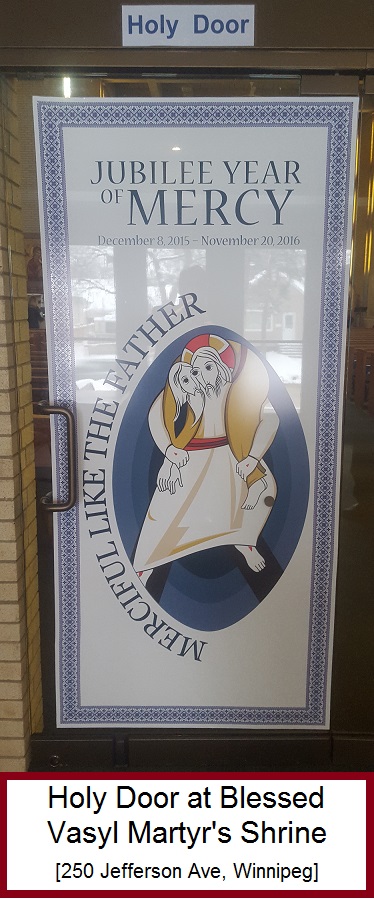 Holy Door
JUBILEE YEAR
OF MERCY
December 8, 2015 – November 20, 2016
MERCIFUL LIKE THE FATHER
Holy Door at Blessed
Vasyl Martyr's Shrine
[250 Jefferson Ave, Winnipeg]